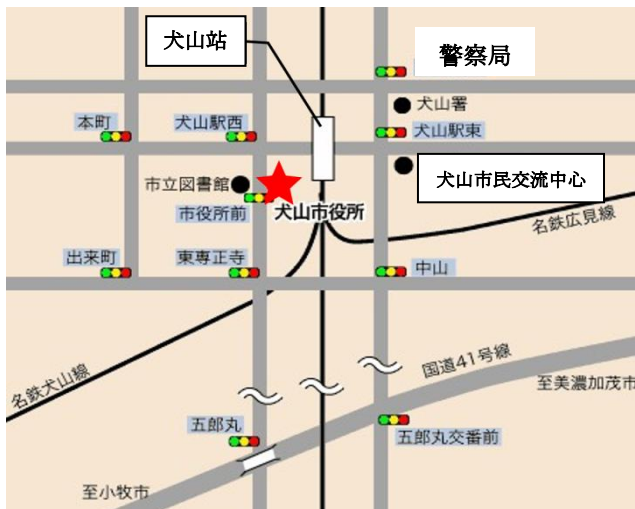 犬山站
警察局
犬山署
本町
犬山駅西
犬山駅東
市立図書館
犬山市民交流中心
市役所前
犬山市役所
名鉄広見線
出来町
東専正寺
中山
名鉄犬山線
国道41号線
至美濃加茂市
五郎丸
五郎丸交番前
至小牧市